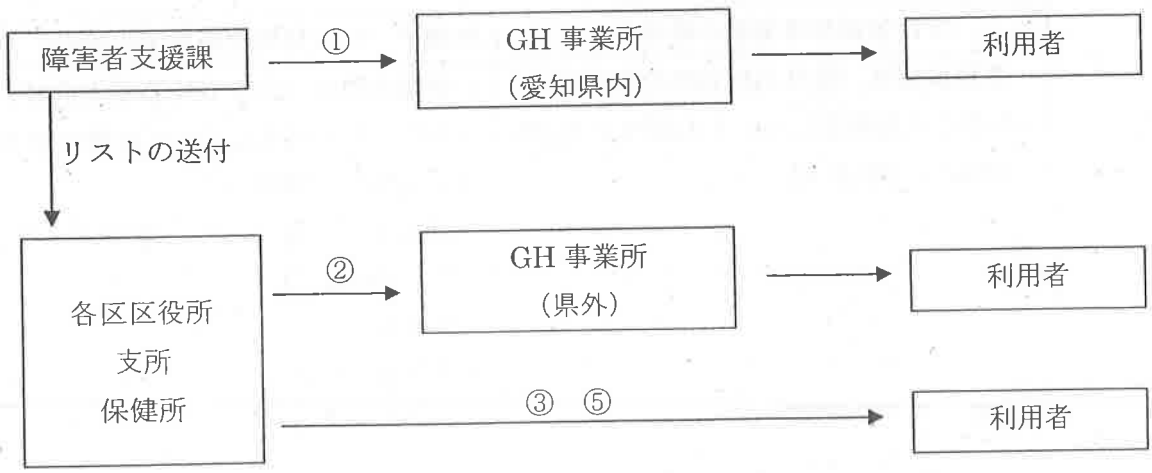 障害者支援課
①
GH 事業所
(愛知県内)
利用者
リストの送付
各区区役所
支所
保健所
②
GH 事業所
(県外)
利用者
③ ⑤
利用者